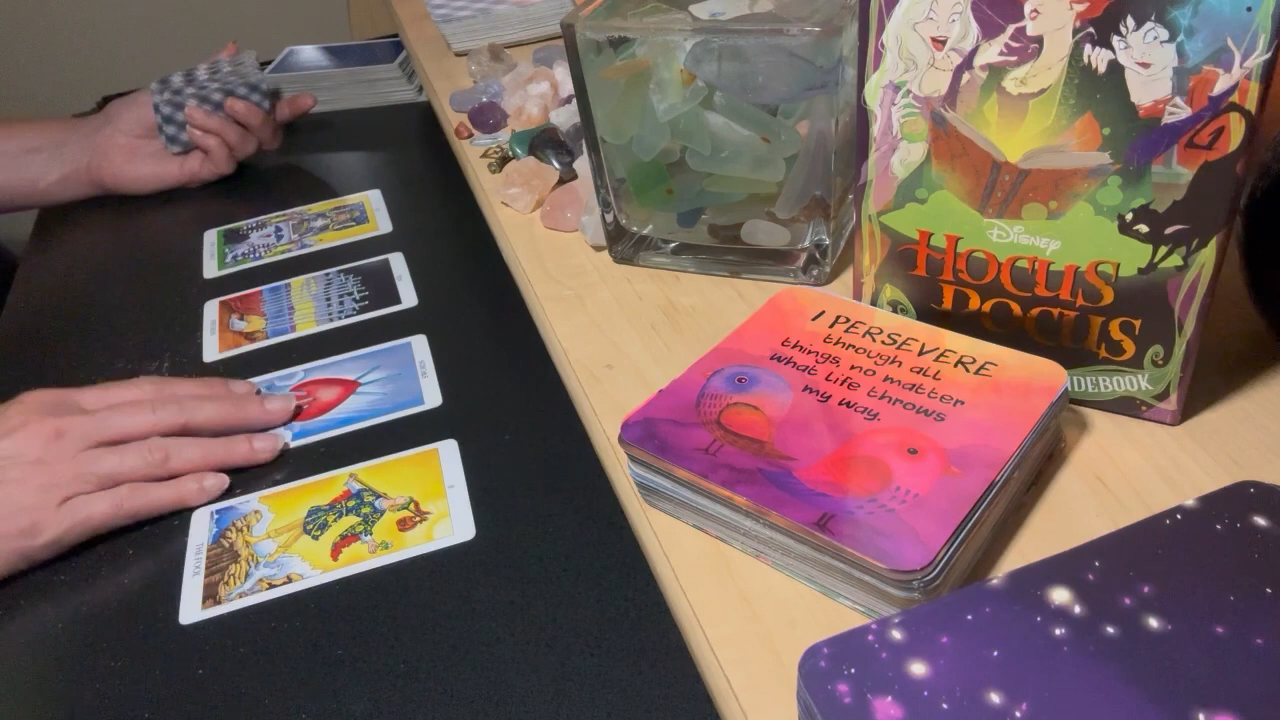 DISNEY
HOCUS
POCUS
IDEBOOK
I PERSEVERE
through all
things, no matter
what life throws
my way.
THE FOOL